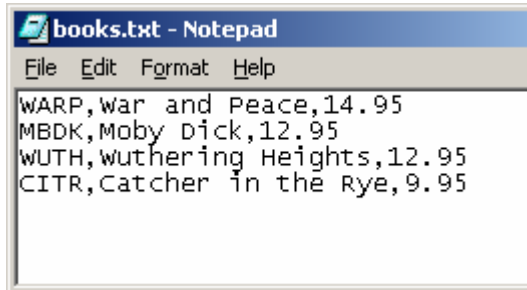 books.txt - Notepad
File Edit Format Help
WARP,War and Peace,14.95
MBDK,Moby Dick,12.95
WUTH,Wuthering Heights,12.95
CITR,Catcher in the Rye,9.95